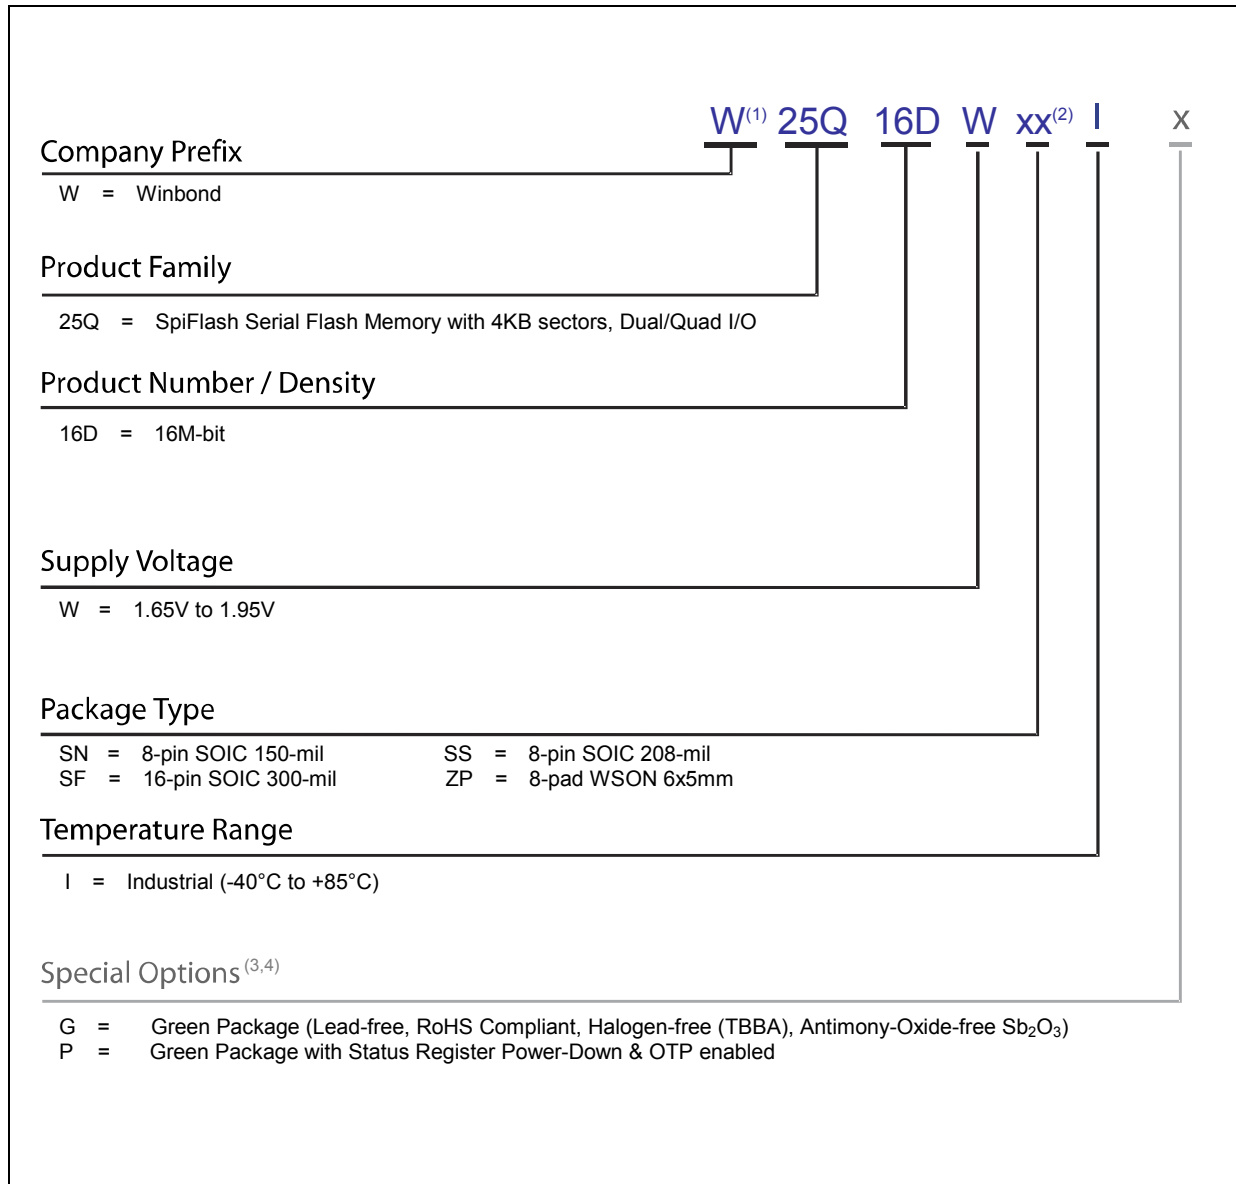 W(1) 25Q 16D W xx(2) I x
Company Prefix
W = Winbond
Product Family
25Q = SpiFlash Serial Flash Memory with 4KB sectors, Dual/Quad I/O
Product Number / Density
16D = 16M-bit
Supply Voltage
W = 1.65V to 1.95V
Package Type
SN = 8-pin SOIC 150-mil SS = 8-pin SOIC 208-mil
SF = 16-pin SOIC 300-mil ZP = 8-pad WSON 6x5mm
Temperature Range
I = Industrial (-40°C to +85°C)
Special Options (3,4)
G = Green Package (Lead-free, RoHS Compliant, Halogen-free (TBBA), Antimony-Oxide-free Sb₂O₃)
P = Green Package with Status Register Power-Down & OTP enabled